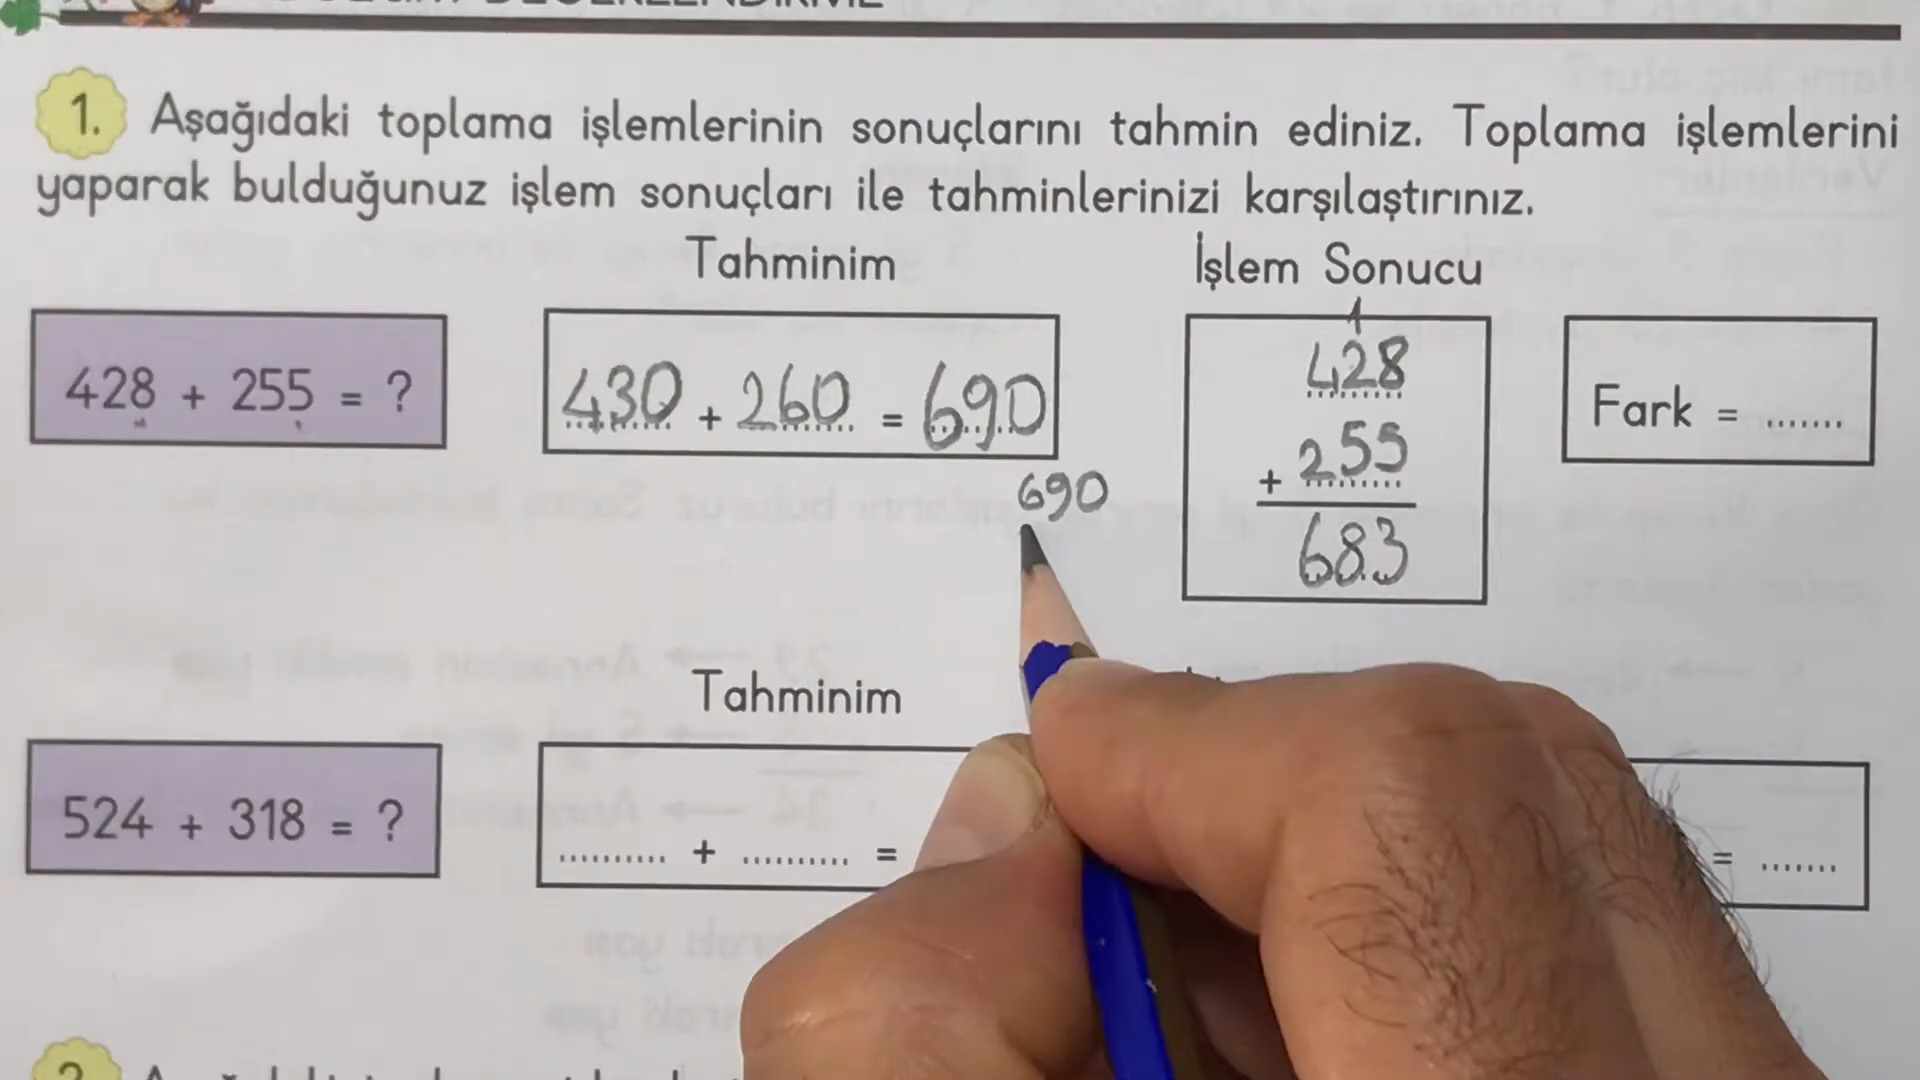 1. Aşağıdaki toplama işlemlerinin sonuçlarını tahmin ediniz. Toplama işlemlerini
yaparak bulduğunuz işlem sonuçları ile tahminlerinizi karşılaştırınız.
Tahminim
İşlem Sonucu
428 + 255 = ?
430 + 260 = 690
1
428
+ 255
683
Fark = .......
690
Tahminim
524 + 318 = ?
.......... + .......... =
= .......
2